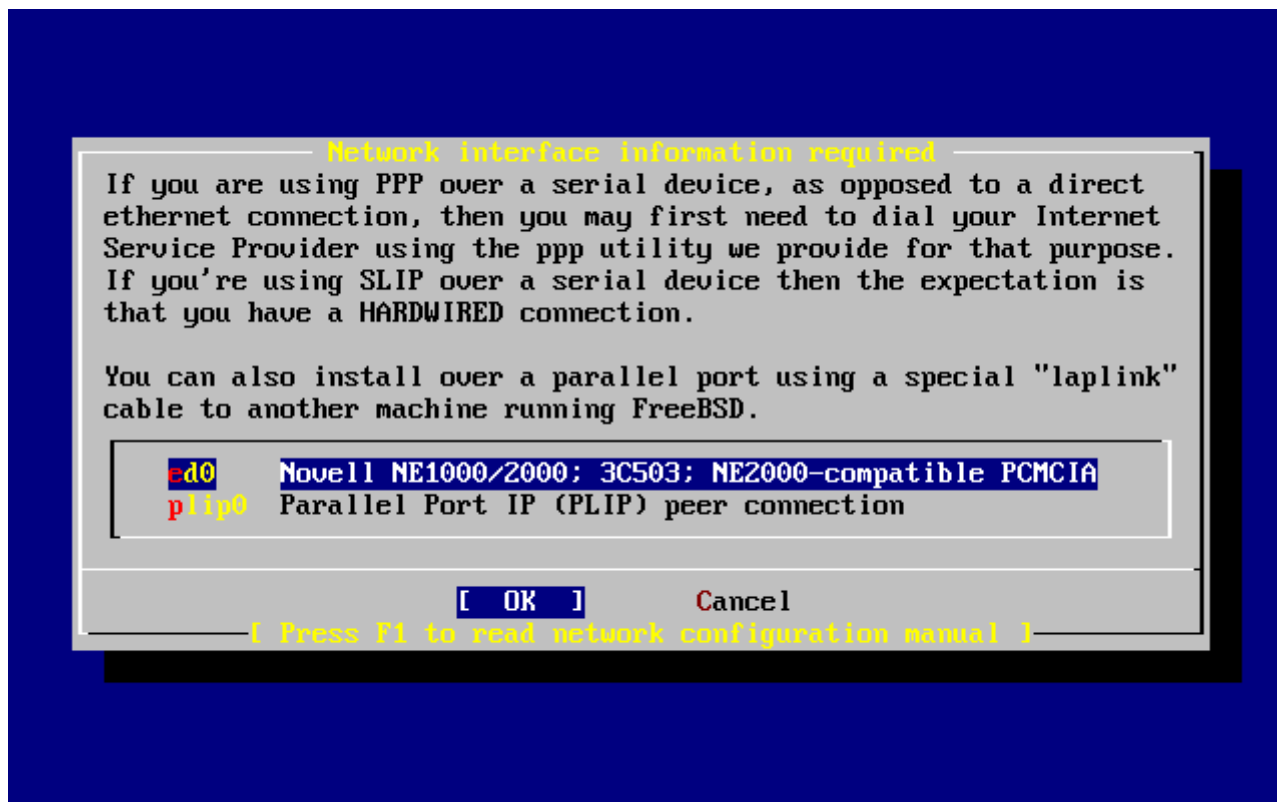 Network interface information required
If you are using PPP over a serial device, as opposed to a direct
ethernet connection, then you may first need to dial your Internet
Service Provider using the ppp utility we provide for that purpose.
If you're using SLIP over a serial device then the expectation is
that you have a HARDWIRED connection.
You can also install over a parallel port using a special "laplink"
cable to another machine running FreeBSD.
ed0 Novell NE1000/2000; 3C503; NE2000-compatible PCMCIA
plip0 Parallel Port IP (PLIP) peer connection
[ OK ] Cancel
[ Press F1 to read network configuration manual ]